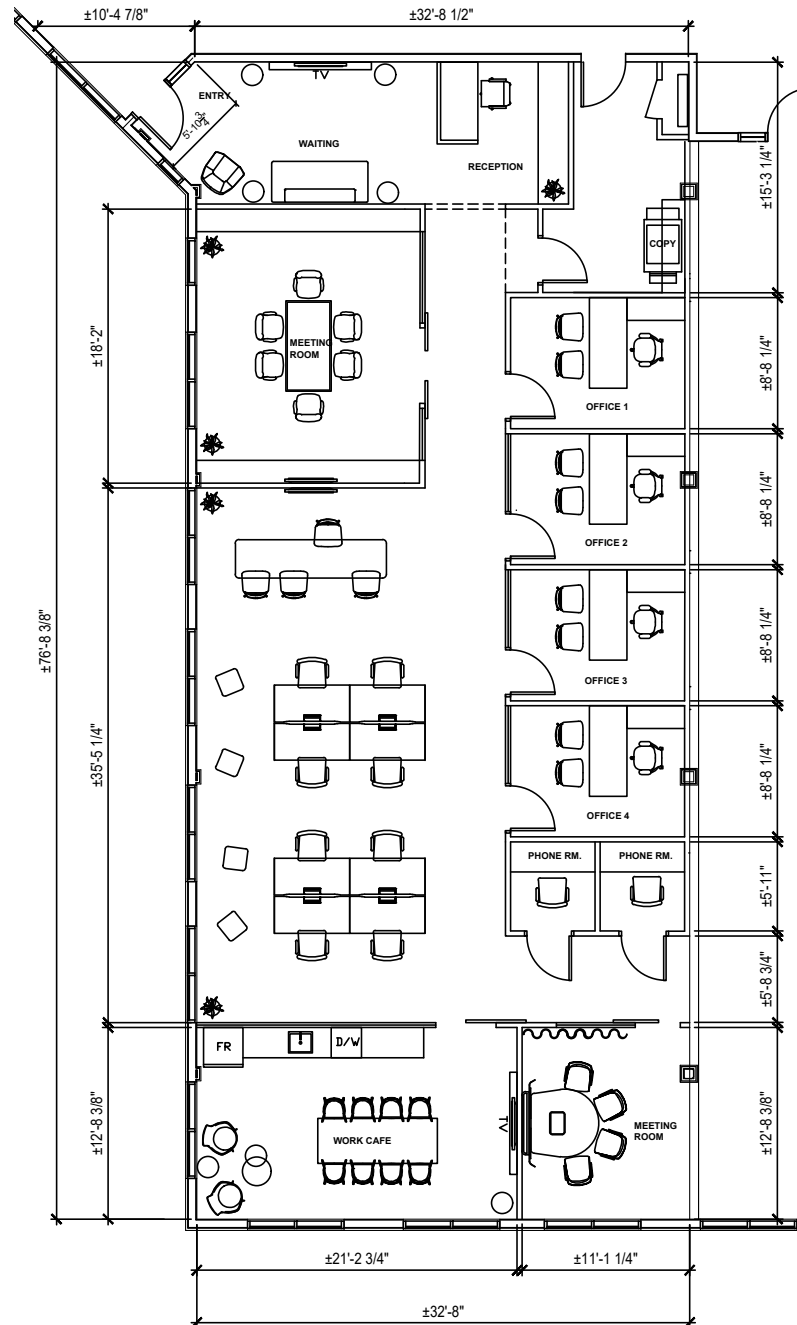 ±10'-4 7/8"
±32'-8 1/2"
TV
ENTRY
5'-10 3/4"
WAITING
RECEPTION
±15'-3 1/4"
COPY
±18'-2"
MEETING
ROOM
±8'-8 1/4"
OFFICE 1
±8'-8 1/4"
OFFICE 2
±76'-8 3/8"
±35'-5 1/4"
±8'-8 1/4"
OFFICE 3
±8'-8 1/4"
OFFICE 4
PHONE RM.
PHONE RM.
±5'-11"
±5'-8 3/4"
FR
D/W
±12'-8 3/8"
WORK CAFE
TV
MEETING
ROOM
±12'-8 3/8"
±21'-2 3/4"
±11'-1 1/4"
±32'-8"